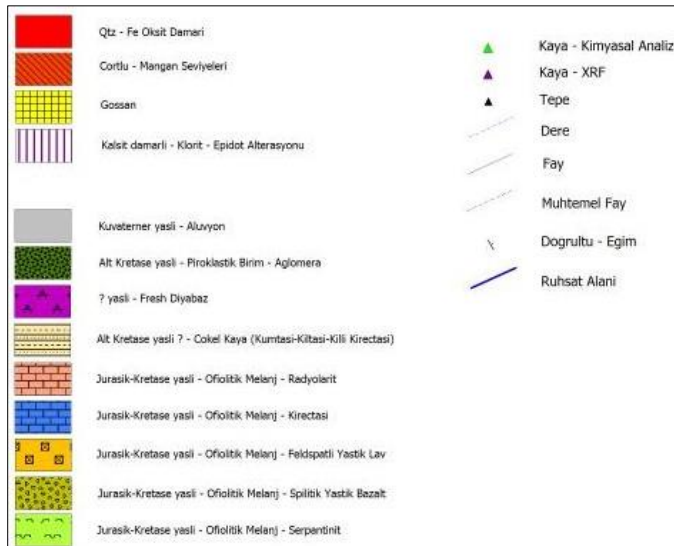 Qtz - Fe Oksit Damari
Cortlu - Mangan Seviyeleri
Gossan
Kalsit damarli - Klorit - Epidot Alterasyonu
Kuvaterner yasli - Aluvyon
Alt Kretase yasli - Piroklastik Birim - Aglomera
? yasli - Fresh Diyabaz
Alt Kretase yasli ? - Cokel Kaya (Kumtasi-Kiltasi-Killi Kirectasi)
Jurasik-Kretase yasli - Ofiolitik Melanj - Radyolarit
Jurasik-Kretase yasli - Ofiolitik Melanj - Kirectasi
Jurasik-Kretase yasli - Ofiolitik Melanj - Feldspatli Yastik Lav
Jurasik-Kretase yasli - Ofiolitik Melanj - Spilitik Yastik Bazalt
Jurasik-Kretase yasli - Ofiolitik Melanj - Serpantinit
Kaya - Kimyasal Analiz
Kaya - XRF
Tepe
Dere
Fay
Muhtemel Fay
Dogrultu - Egim
Ruhsat Alani